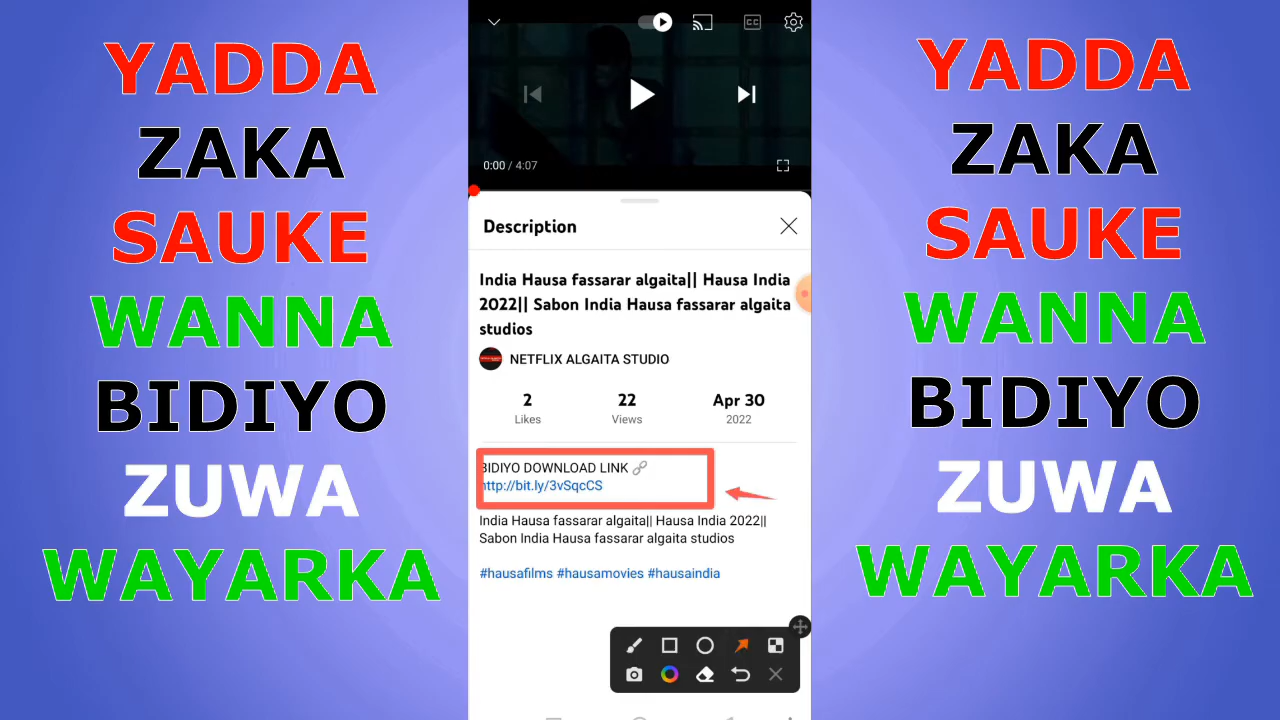 YADDA
ZAKA
SAUKE
WANNA
BIDIYO
ZUWA
WAYARKA
CC
0:00 / 4:07
Description
India Hausa fassarar algaita|| Hausa India
2022|| Sabon India Hausa fassarar algaita
studios
NETFLIX ALGAITA STUDIO
2 22 Apr 30
Likes Views 2022
BIDIYO DOWNLOAD LINK
http://bit.ly/3vSqcCS
India Hausa fassarar algaita|| Hausa India 2022||
Sabon India Hausa fassarar algaita studios
#hausafilms #hausamovies #hausaindia
YADDA
ZAKA
SAUKE
WANNA
BIDIYO
ZUWA
WAYARKA